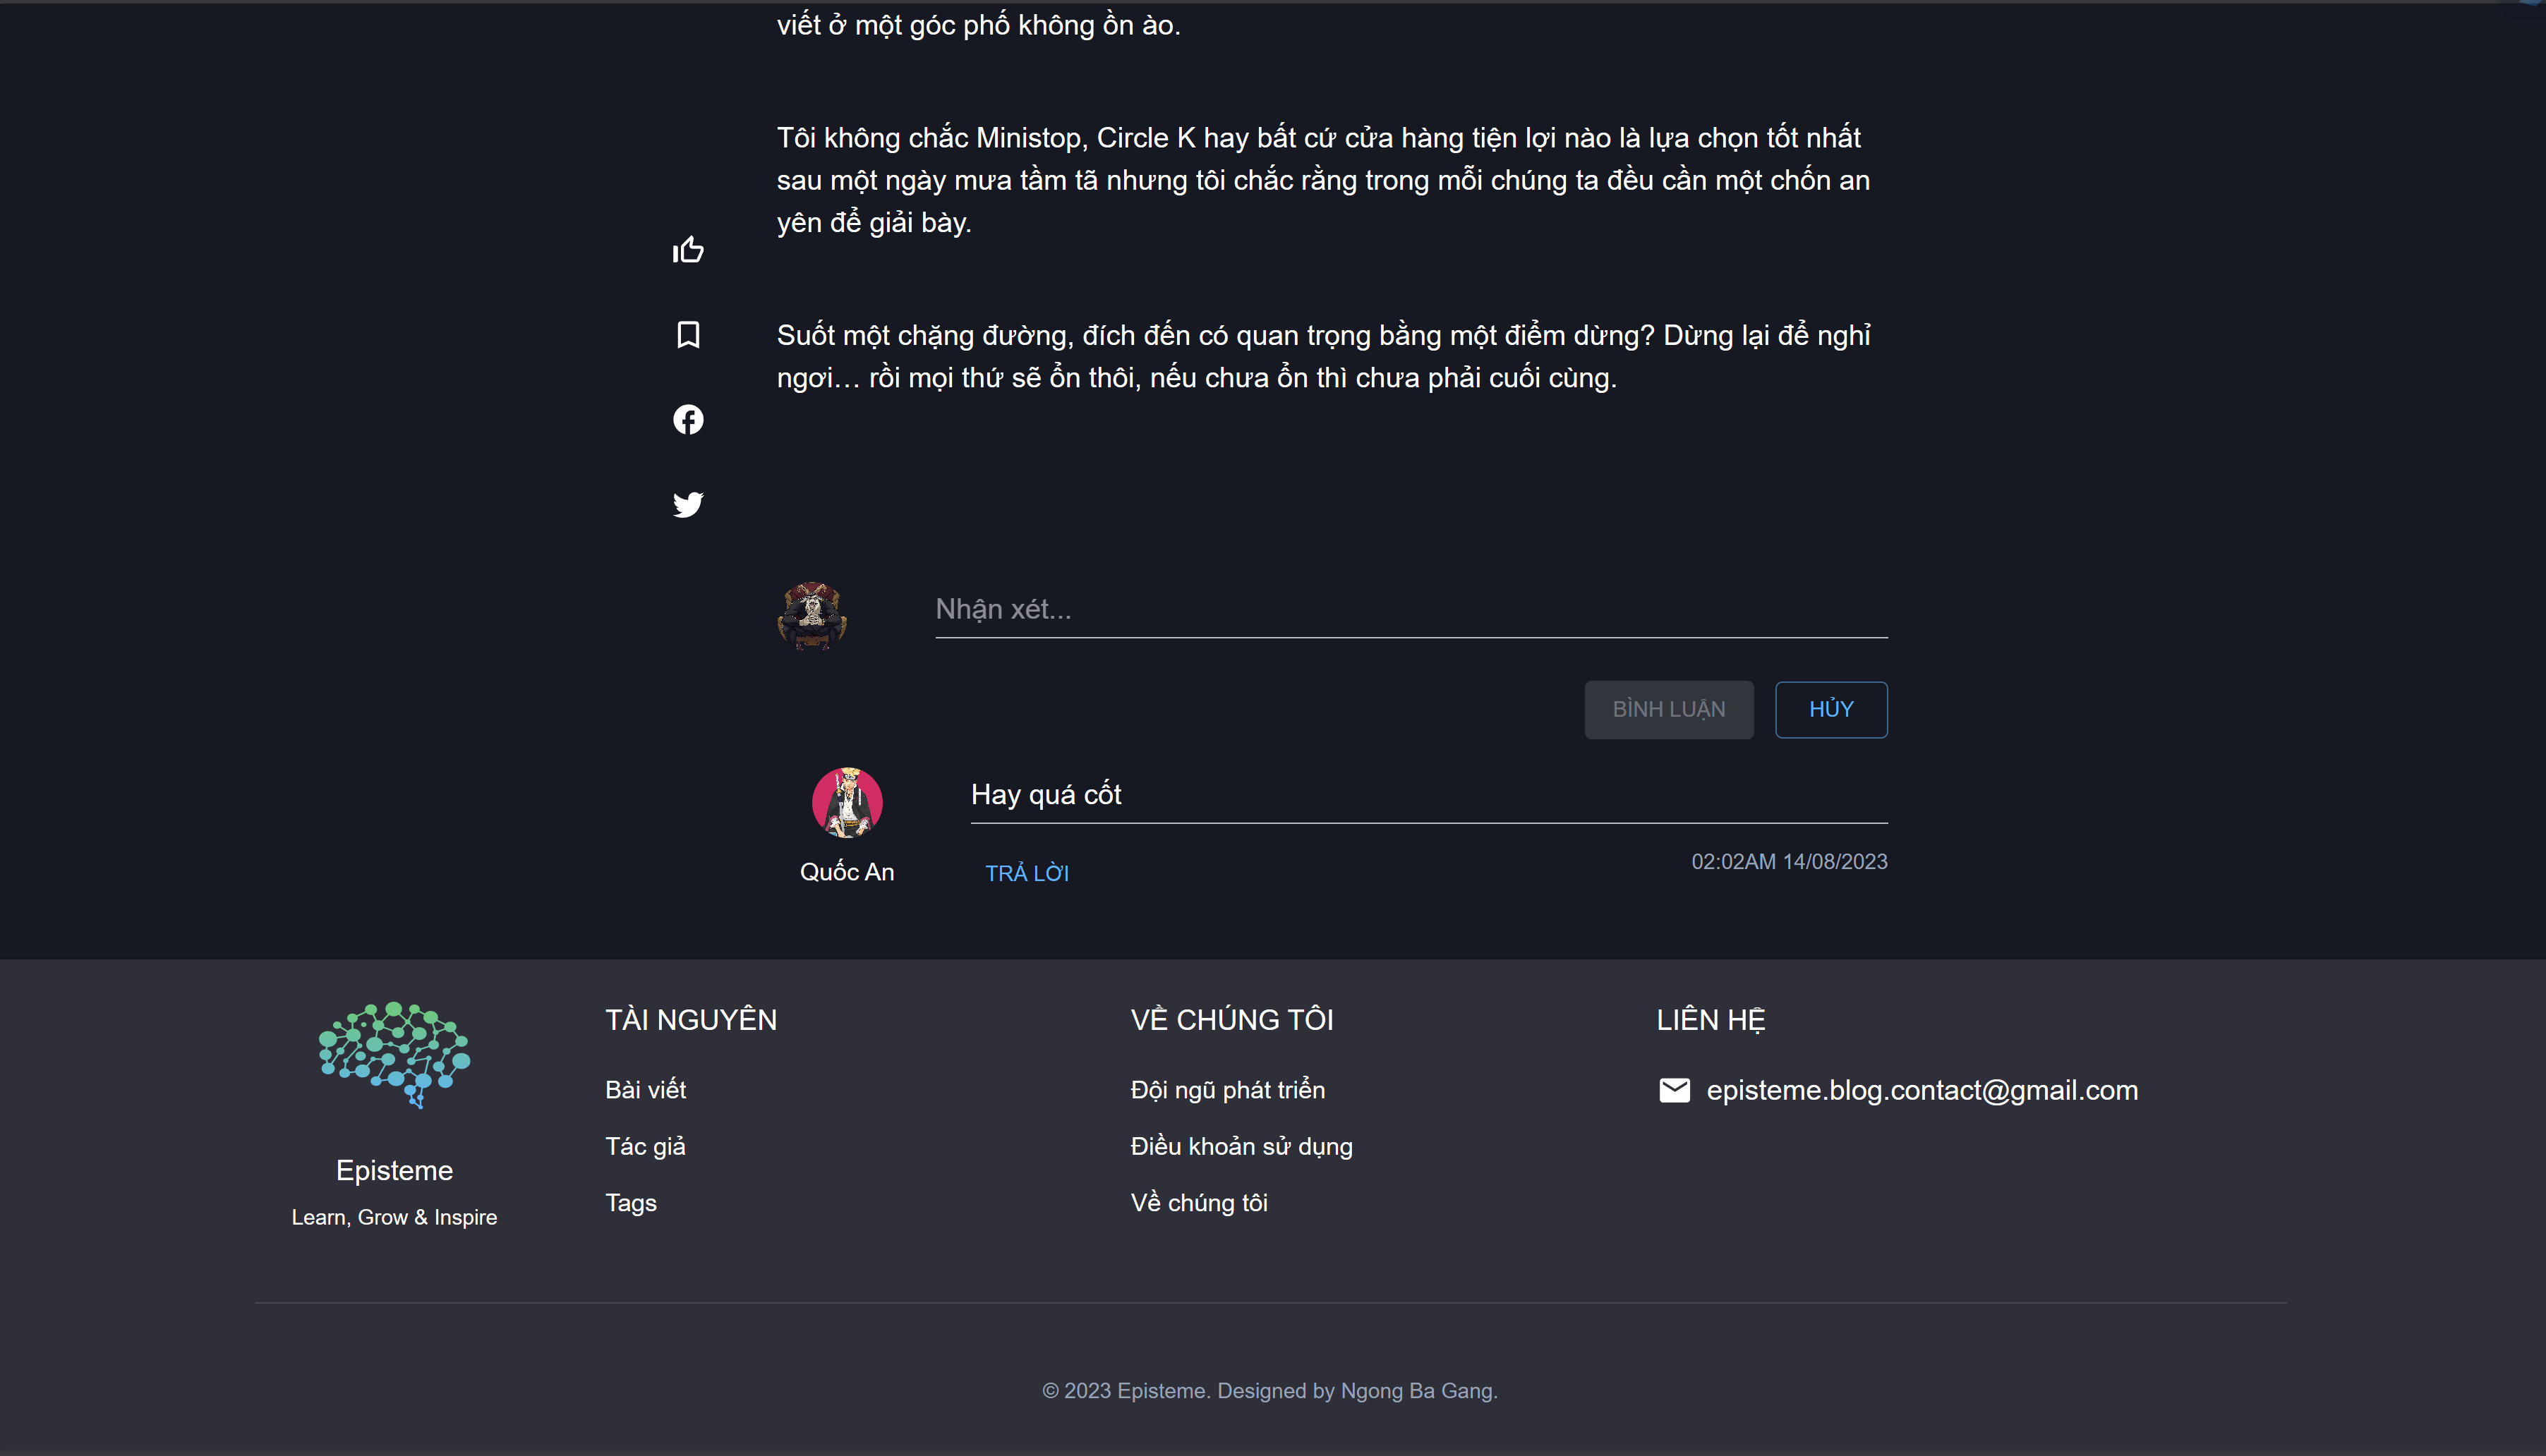 viết ở một góc phố không ồn ào.
Tôi không chắc Ministop, Circle K hay bất cứ cửa hàng tiện lợi nào là lựa chọn tốt nhất
sau một ngày mưa tầm tã nhưng tôi chắc rằng trong mỗi chúng ta đều cần một chốn an
yên để giải bày.
Suốt một chặng đường, đích đến có quan trọng bằng một điểm dừng? Dừng lại để nghỉ
ngơi… rồi mọi thứ sẽ ổn thôi, nếu chưa ổn thì chưa phải cuối cùng.
Nhận xét...
BÌNH LUẬN
HỦY
Hay quá cốt
Quốc An
TRẢ LỜI
02:02AM 14/08/2023
Episteme
Learn, Grow & Inspire
TÀI NGUYÊN
Bài viết
Tác giả
Tags
VỀ CHÚNG TÔI
Đội ngũ phát triển
Điều khoản sử dụng
Về chúng tôi
LIÊN HỆ
episteme.blog.contact@gmail.com
© 2023 Episteme. Designed by Ngong Ba Gang.